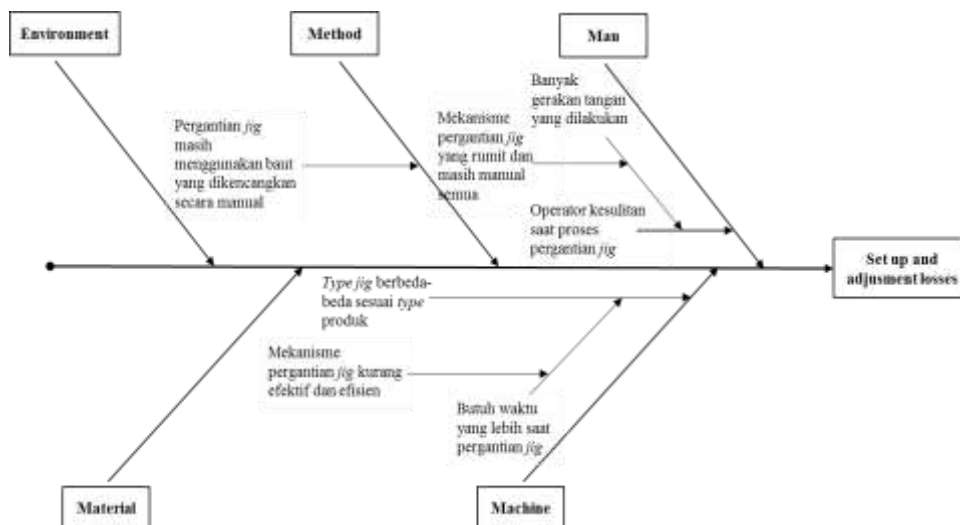 Environment
Method
Man
Banyak
gerakan tangan
yang dilakukan
Pergantian jig
masih
menggunakan baut
yang dikencangkan
secara manual
Mekanisme
pergantian jig
yang rumit dan
masih manual
semua
Operator kesulitan
saat proses
pergantian jig
Set up and
adjusment losses
Type jig berbeda-
beda sesuai type
produk
Mekanisme
pergantian jig kurang
efektif dan efisien
Butuh waktu
yang lebih saat
pergantian jig
Material
Machine